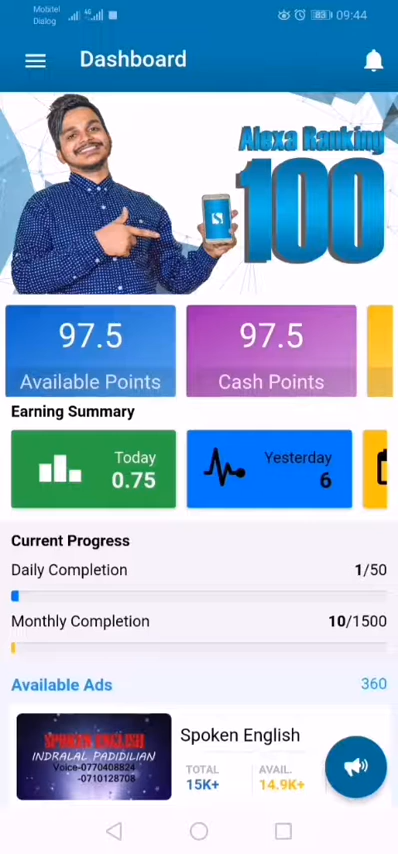 Mobitel
Dialog
4G
83
09:44
Dashboard
Alexa Ranking
100
S
97.5
Available Points
97.5
Cash Points
Earning Summary
Today
0.75
Yesterday
6
Current Progress
Daily Completion
1/50
Monthly Completion
10/1500
Available Ads
360
SPOKEN ENGLISH
INDRALAL PADIDILIAN
Voice-0770408824
-0710128708
Spoken English
TOTAL
15K+
AVAIL.
14.9K+